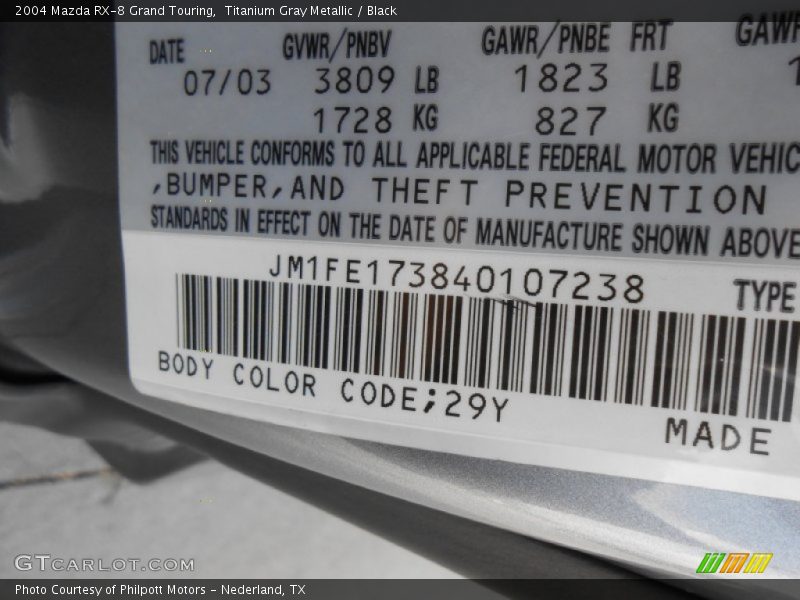 2004 Mazda RX-8 Grand Touring,  Titanium Gray Metallic / Black
DATE GVWR/PNBV GAWR/PNBE FRT GAWR
07/03 3809 LB 1823 LB
1728 KG 827 KG
THIS VEHICLE CONFORMS TO ALL APPLICABLE FEDERAL MOTOR VEHIC
,BUMPER,AND THEFT PREVENTION
STANDARDS IN EFFECT ON THE DATE OF MANUFACTURE SHOWN ABOVE
JM1FE173840107238 TYPE
BODY COLOR CODE;29Y
MADE
GTCARLOT.COM
Photo Courtesy of Philpott Motors - Nederland, TX